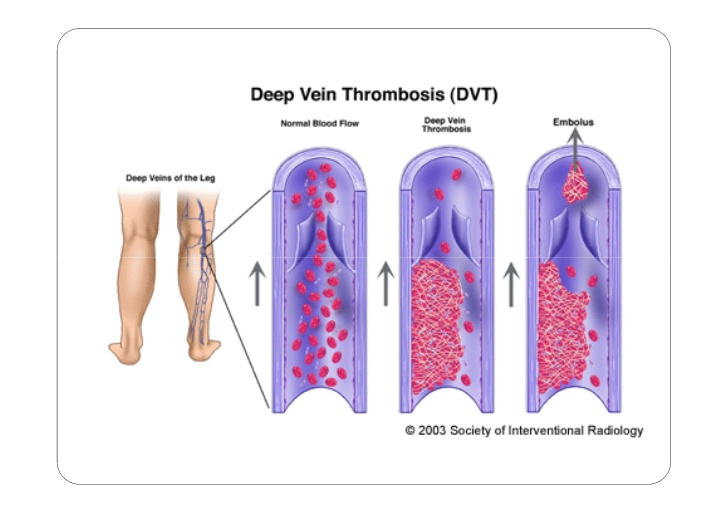 Deep Vein Thrombosis (DVT)
Normal Blood Flow
Deep Vein
Thrombosis
Embolus
Deep Veins of the Leg
© 2003 Society of Interventional Radiology